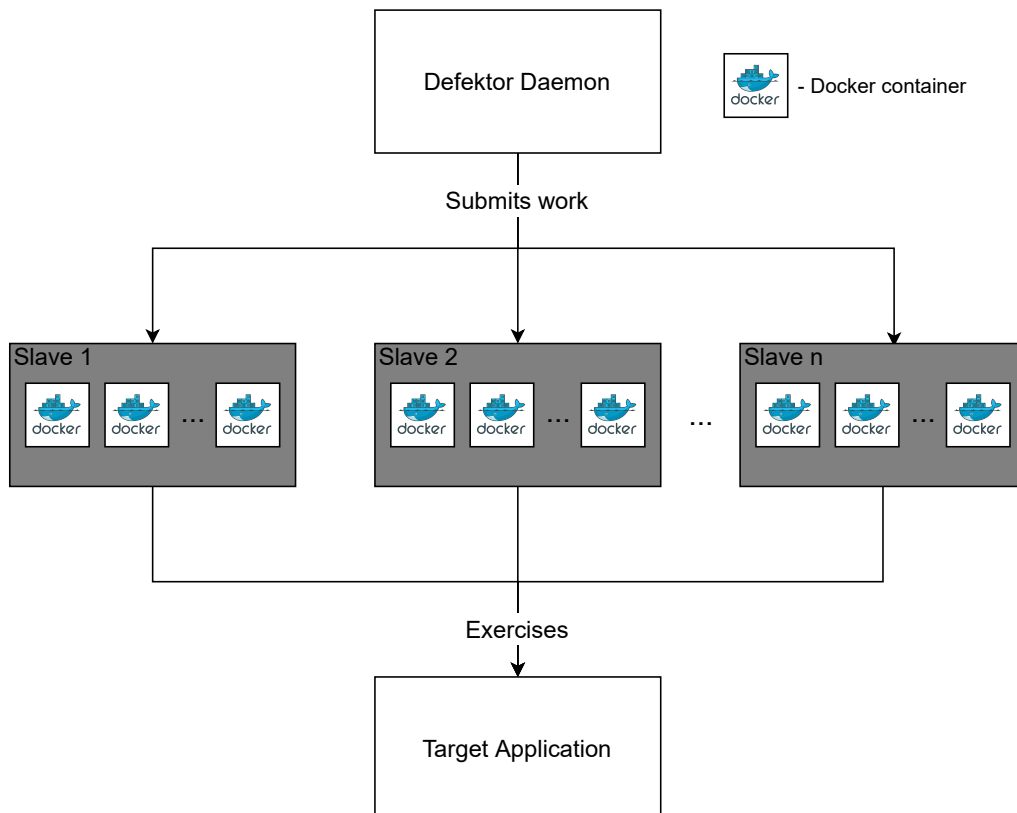 Defektor Daemon
docker
- Docker container
Submits work
Slave 1
docker
docker
...
docker
Slave 2
docker
docker
...
docker
...
Slave n
docker
docker
...
docker
Exercises
Target Application